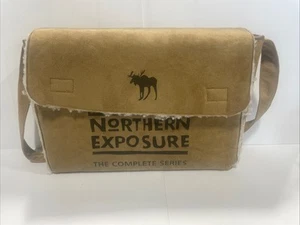 NORTHERN
EXPOSURE
THE COMPLETE SERIES